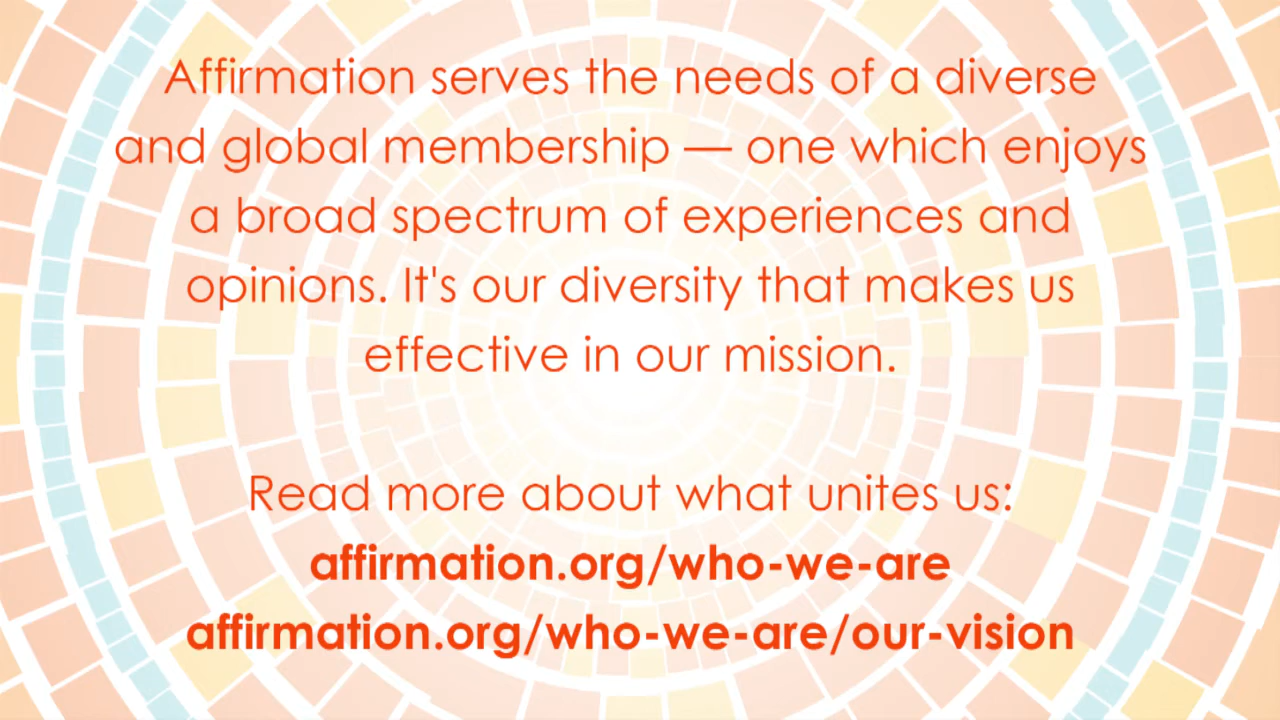 Affirmation serves the needs of a diverse
and global membership — one which enjoys
a broad spectrum of experiences and
opinions. It's our diversity that makes us
effective in our mission.
Read more about what unites us:
affirmation.org/who-we-are
affirmation.org/who-we-are/our-vision